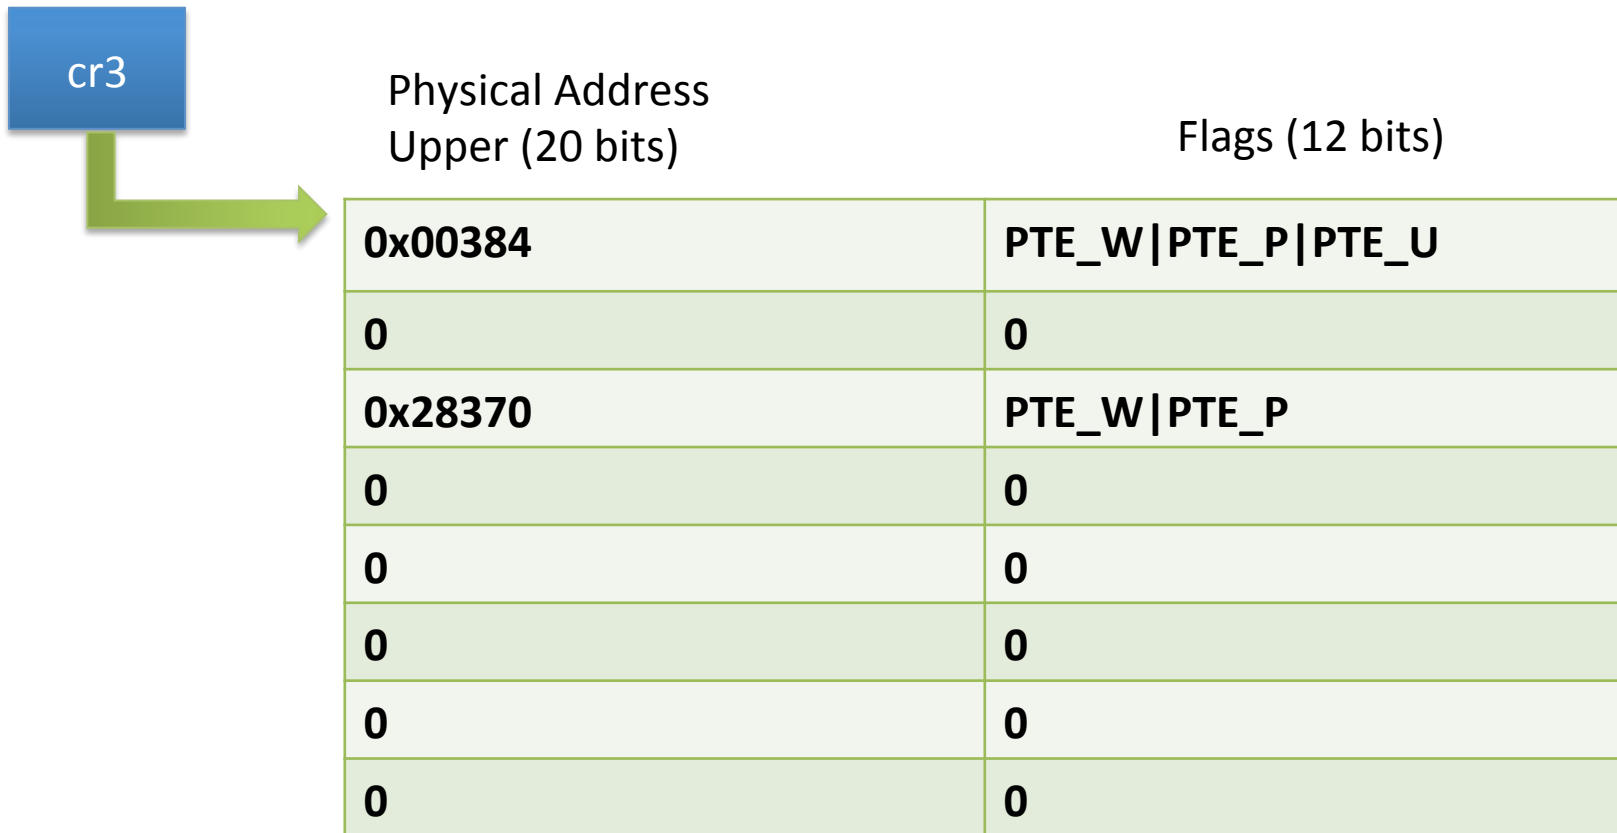 cr3
Physical Address
Upper (20 bits)
Flags (12 bits)
0x00384 PTE_W|PTE_P|PTE_U
0 0
0x28370 PTE_W|PTE_P
0 0
0 0
0 0
0 0
0 0